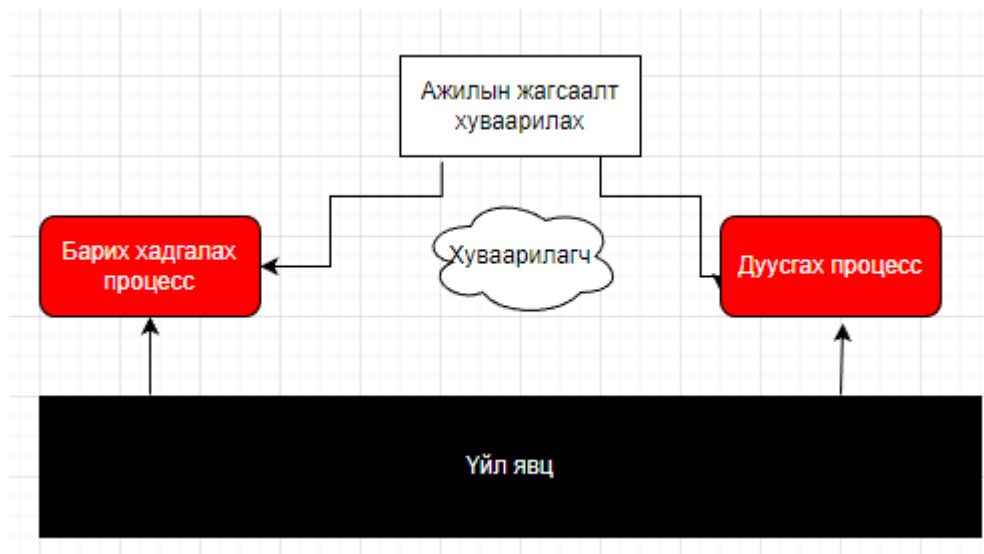 Ажилын жагсаалт
хуваарилах
Барих хадгалах
процесс
Хуваарилагч
Дуусгах процесс
Үйл явц